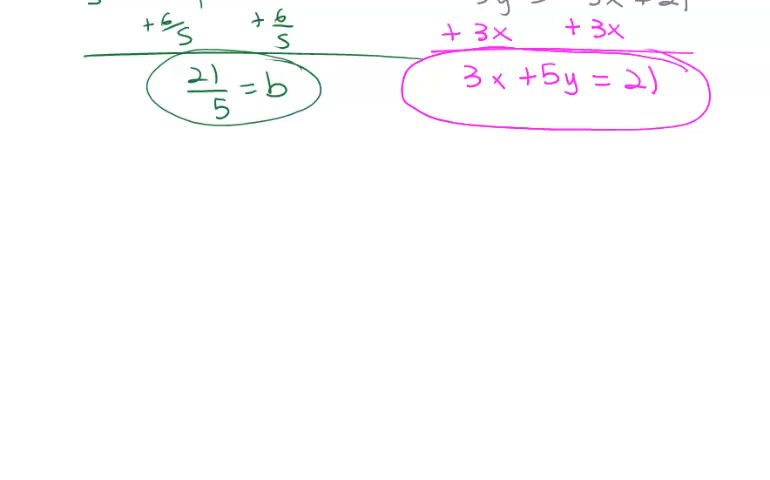 +6/5 +6/5
21/5 = b
+ 3x + 3x
3x + 5y = 21